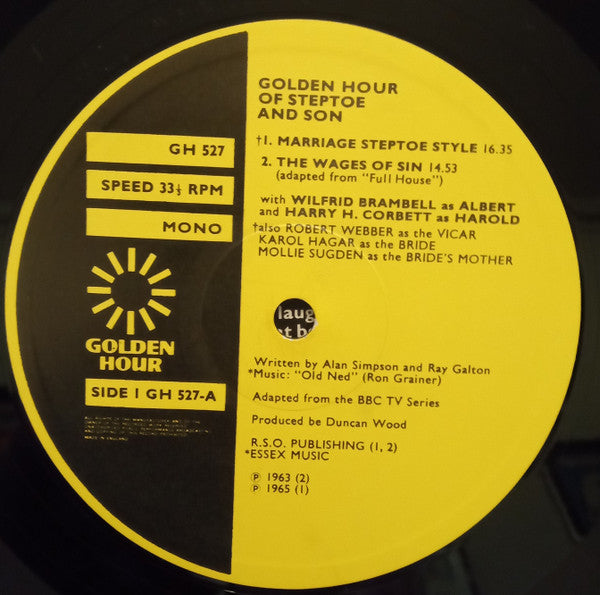 GOLDEN HOUR
OF STEPTOE
AND SON
†1. MARRIAGE STEPTOE STYLE 16.35
2. THE WAGES OF SIN 14.53
(adapted from "Full House")
with WILFRID BRAMBELL as ALBERT
and HARRY H. CORBETT as HAROLD
†also ROBERT WEBBER as the VICAR
KAROL HAGAR as the BRIDE
MOLLIE SUGDEN as the BRIDE'S MOTHER
GH 527
SPEED 33⅓ RPM
MONO
GOLDEN
HOUR
SIDE 1 GH 527-A
laug
t b
Written by Alan Simpson and Ray Galton
*Music: "Old Ned" (Ron Grainer)
Adapted from the BBC TV Series
Produced by Duncan Wood
R.S.O. PUBLISHING (1, 2)
*ESSEX MUSIC
℗ 1963 (2)
℗ 1965 (1)